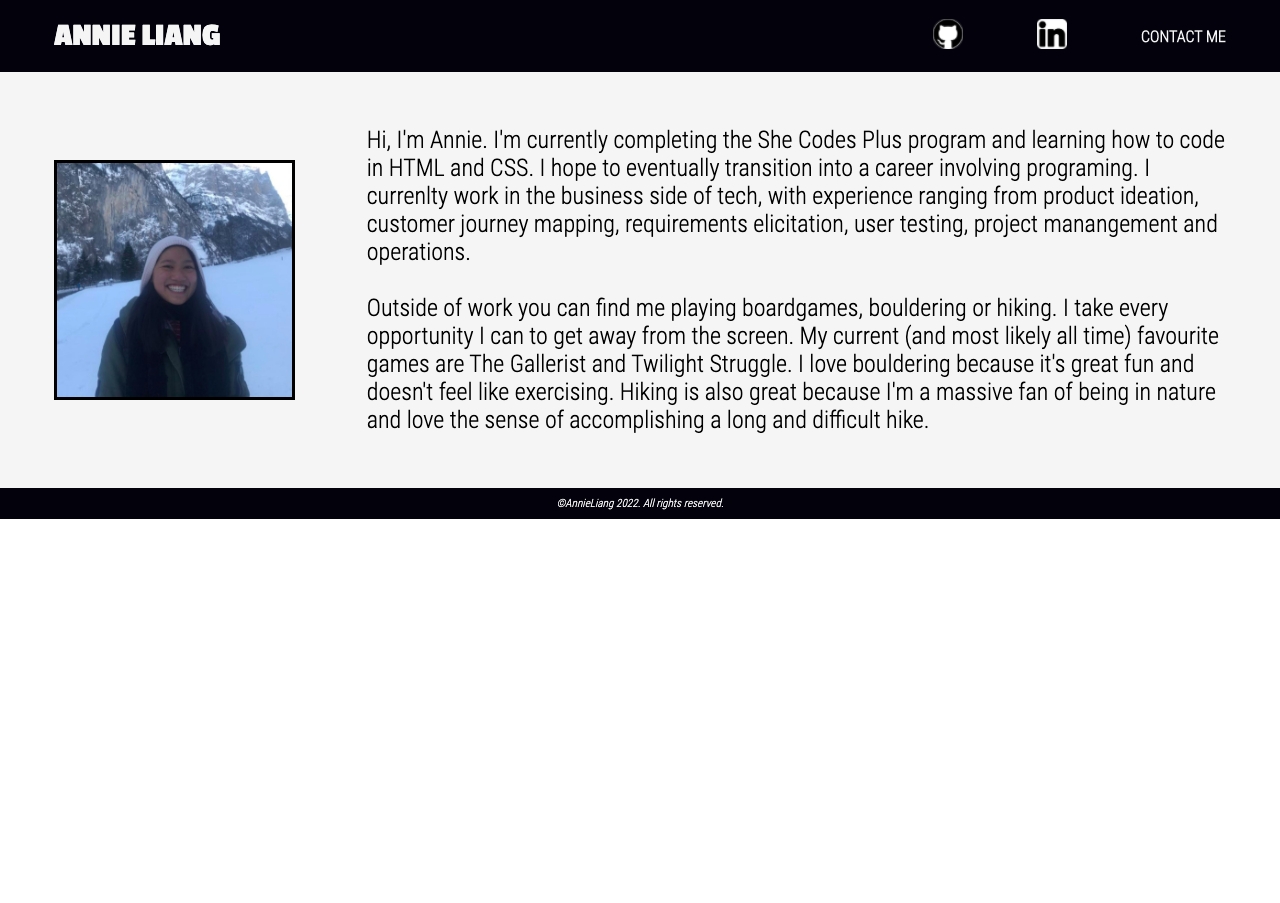 ANNIE LIANG
in
CONTACT ME
Hi, I'm Annie. I'm currently completing the She Codes Plus program and learning how to code
in HTML and CSS. I hope to eventually transition into a career involving programing. I
currenlty work in the business side of tech, with experience ranging from product ideation,
customer journey mapping, requirements elicitation, user testing, project manangement and
operations.
Outside of work you can find me playing boardgames, bouldering or hiking. I take every
opportunity I can to get away from the screen. My current (and most likely all time) favourite
games are The Gallerist and Twilight Struggle. I love bouldering because it's great fun and
doesn't feel like exercising. Hiking is also great because I'm a massive fan of being in nature
and love the sense of accomplishing a long and difficult hike.
©AnnieLiang 2022. All rights reserved.